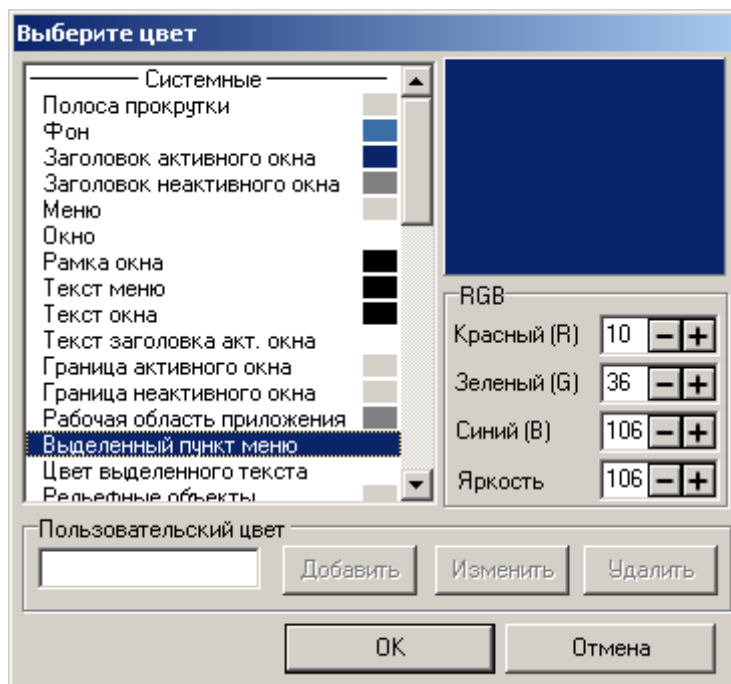 Выберите цвет
Системные
Полоса прокрутки
Фон
Заголовок активного окна
Заголовок неактивного окна
Меню
Окно
Рамка окна
Текст меню
Текст окна
Текст заголовка акт. окна
Граница активного окна
Граница неактивного окна
Рабочая область приложения
Выделенный пункт меню
Цвет выделенного текста
Рельефные объекты
RGB
Красный (R) 10
Зеленый (G) 36
Синий (B) 106
Яркость 106
Пользовательский цвет
Добавить Изменить Удалить
OK Отмена